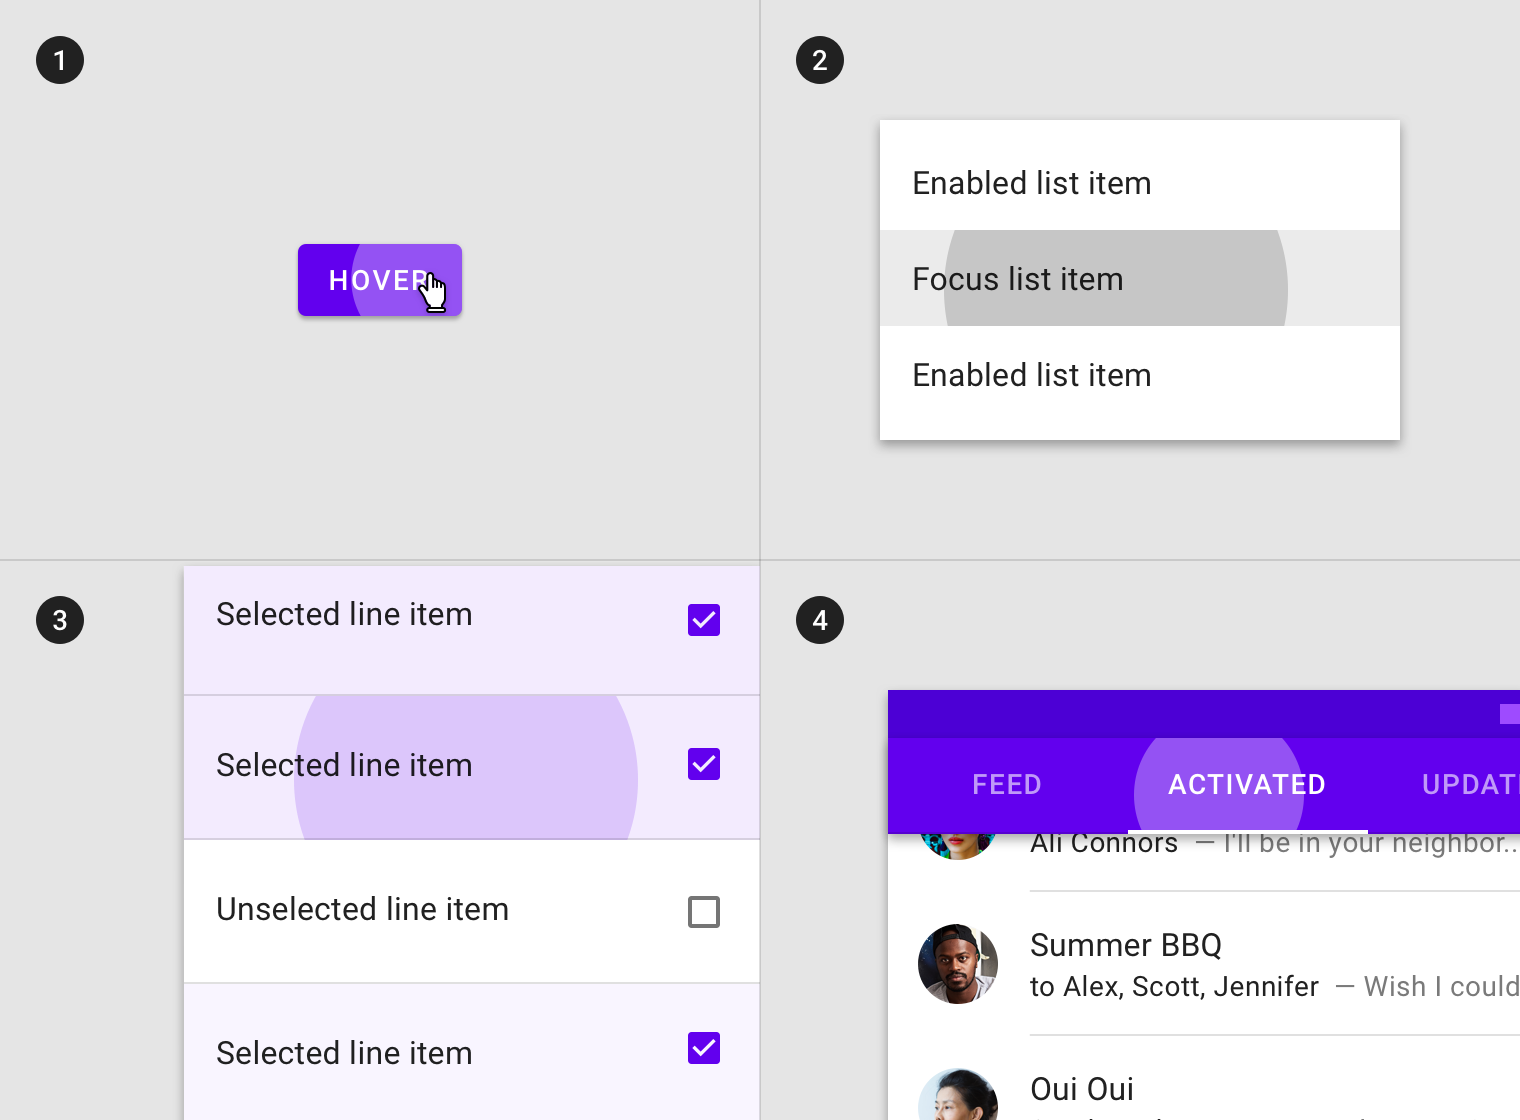 1
HOVER
2
Enabled list item
Focus list item
Enabled list item
3
Selected line item
Selected line item
Unselected line item
Selected line item
4
FEED ACTIVATED UPDAT
Ali Connors — I'll be in your neighbor..
Summer BBQ
to Alex, Scott, Jennifer — Wish I could
Oui Oui